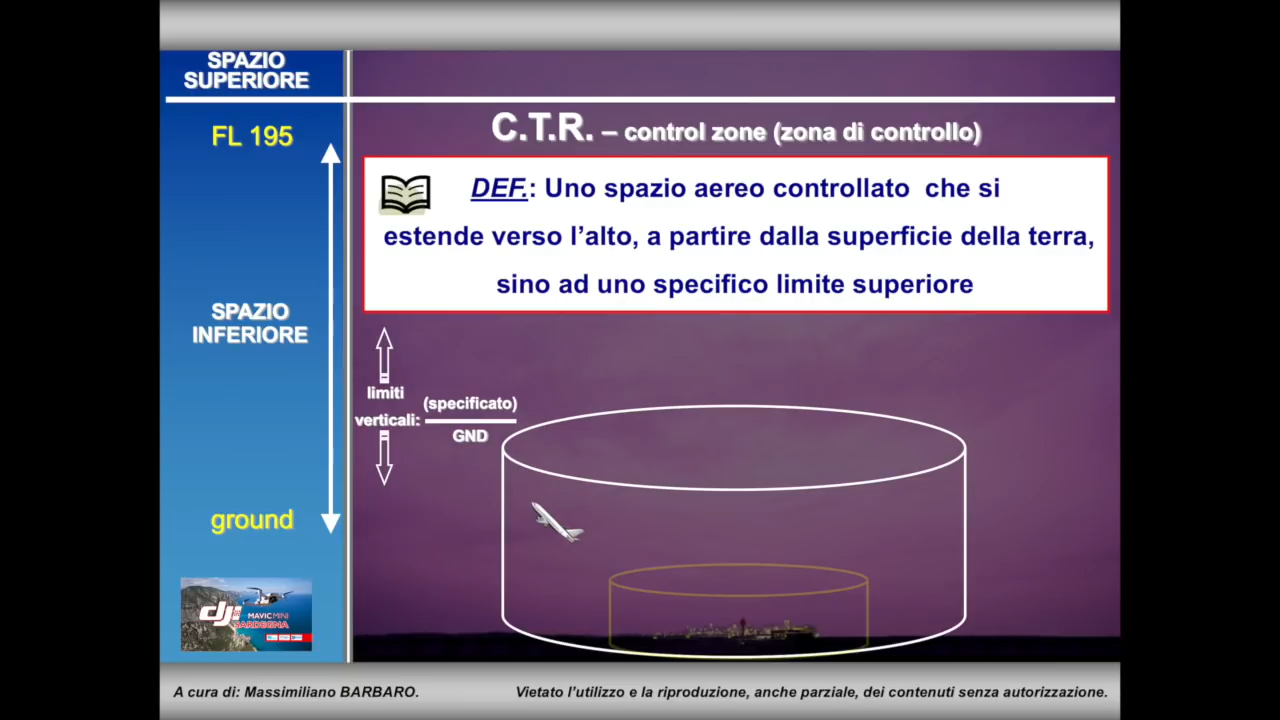 SPAZIO
SUPERIORE
FL 195
C.T.R. – control zone (zona di controllo)
DEF.: Uno spazio aereo controllato che si
estende verso l’alto, a partire dalla superficie della terra,
sino ad uno specifico limite superiore
SPAZIO
INFERIORE
limiti
verticali:
(specificato)
GND
ground
dji
MAVIC MINI
SARDEGNA
A cura di: Massimiliano BARBARO.
Vietato l’utilizzo e la riproduzione, anche parziale, dei contenuti senza autorizzazione.